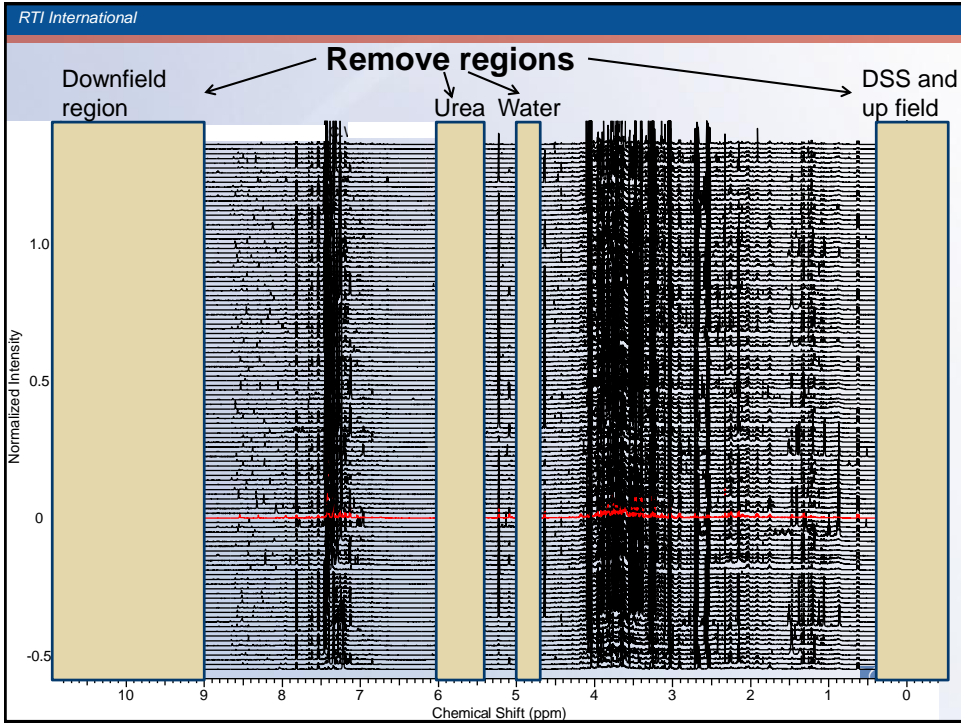 RTI International
Remove regions
Downfield
region
Urea
Water
DSS and
up field
Normalized Intensity
1.0
0.5
0
-0.5
10 9 8 7 6 5 4 3 2 1 0
Chemical Shift (ppm)